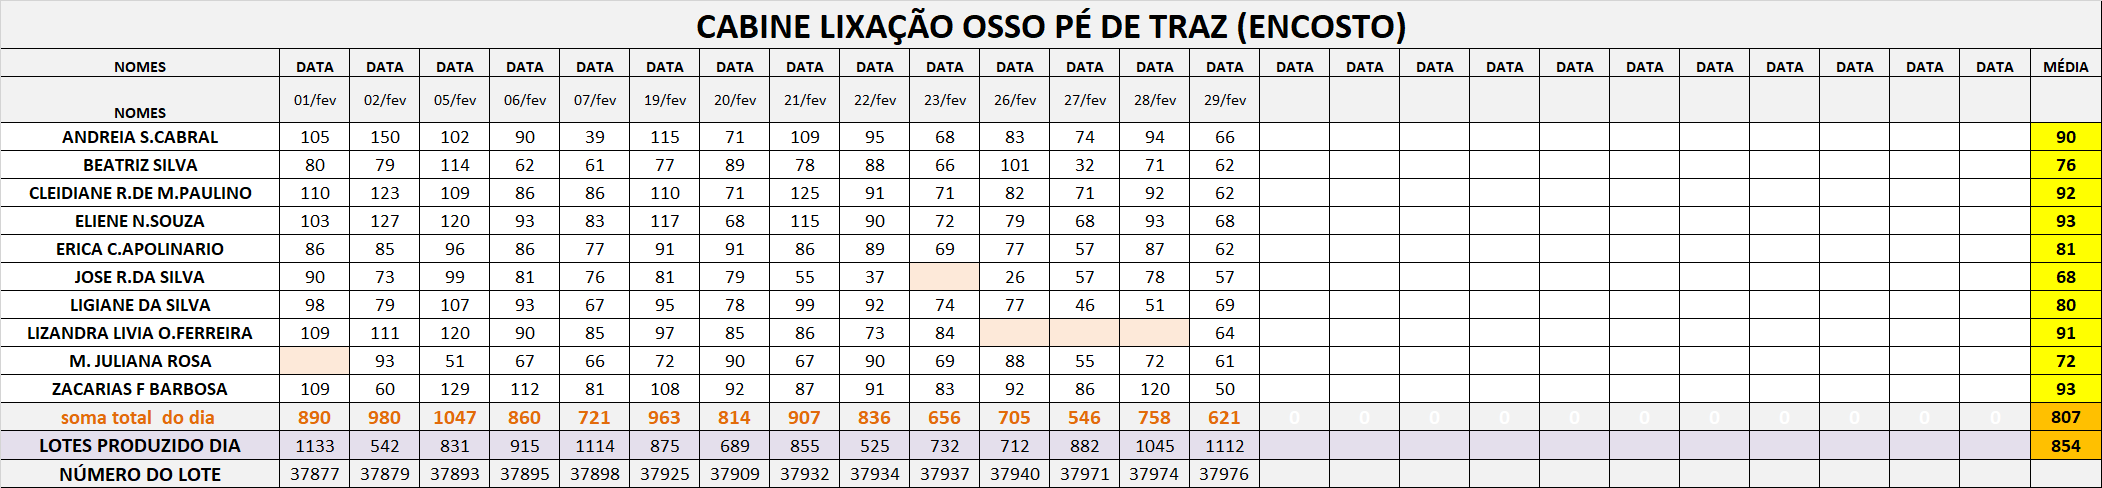 CABINE LIXAÇÃO OSSO PÉ DE TRAZ (ENCOSTO)
NOMES DATA DATA DATA DATA DATA DATA DATA DATA DATA DATA DATA DATA DATA DATA DATA DATA DATA DATA DATA DATA DATA DATA DATA DATA DATA MÉDIA
NOMES 01/fev 02/fev 05/fev 06/fev 07/fev 19/fev 20/fev 21/fev 22/fev 23/fev 26/fev 27/fev 28/fev 29/fev
ANDREIA S.CABRAL 105 150 102 90 39 115 71 109 95 68 83 74 94 66 90
BEATRIZ SILVA 80 79 114 62 61 77 89 78 88 66 101 32 71 62 76
CLEIDIANE R.DE M.PAULINO 110 123 109 86 86 110 71 125 91 71 82 71 92 62 92
ELIENE N.SOUZA 103 127 120 93 83 117 68 115 90 72 79 68 93 68 93
ERICA C.APOLINARIO 86 85 96 86 77 91 91 86 89 69 77 57 87 62 81
JOSE R.DA SILVA 90 73 99 81 76 81 79 55 37 26 57 78 57 68
LIGIANE DA SILVA 98 79 107 93 67 95 78 99 92 74 77 46 51 69 80
LIZANDRA LIVIA O.FERREIRA 109 111 120 90 85 97 85 86 73 84 64 91
M. JULIANA ROSA 93 51 67 66 72 90 67 90 69 88 55 72 61 72
ZACARIAS F BARBOSA 109 60 129 112 81 108 92 87 91 83 92 86 120 50 93
soma total do dia 890 980 1047 860 721 963 814 907 836 656 705 546 758 621 0 0 0 0 0 0 0 0 0 0 0 807
LOTES PRODUZIDO DIA 1133 542 831 915 1114 875 689 855 525 732 712 882 1045 1112 854
NÚMERO DO LOTE 37877 37879 37893 37895 37898 37925 37909 37932 37934 37937 37940 37971 37974 37976